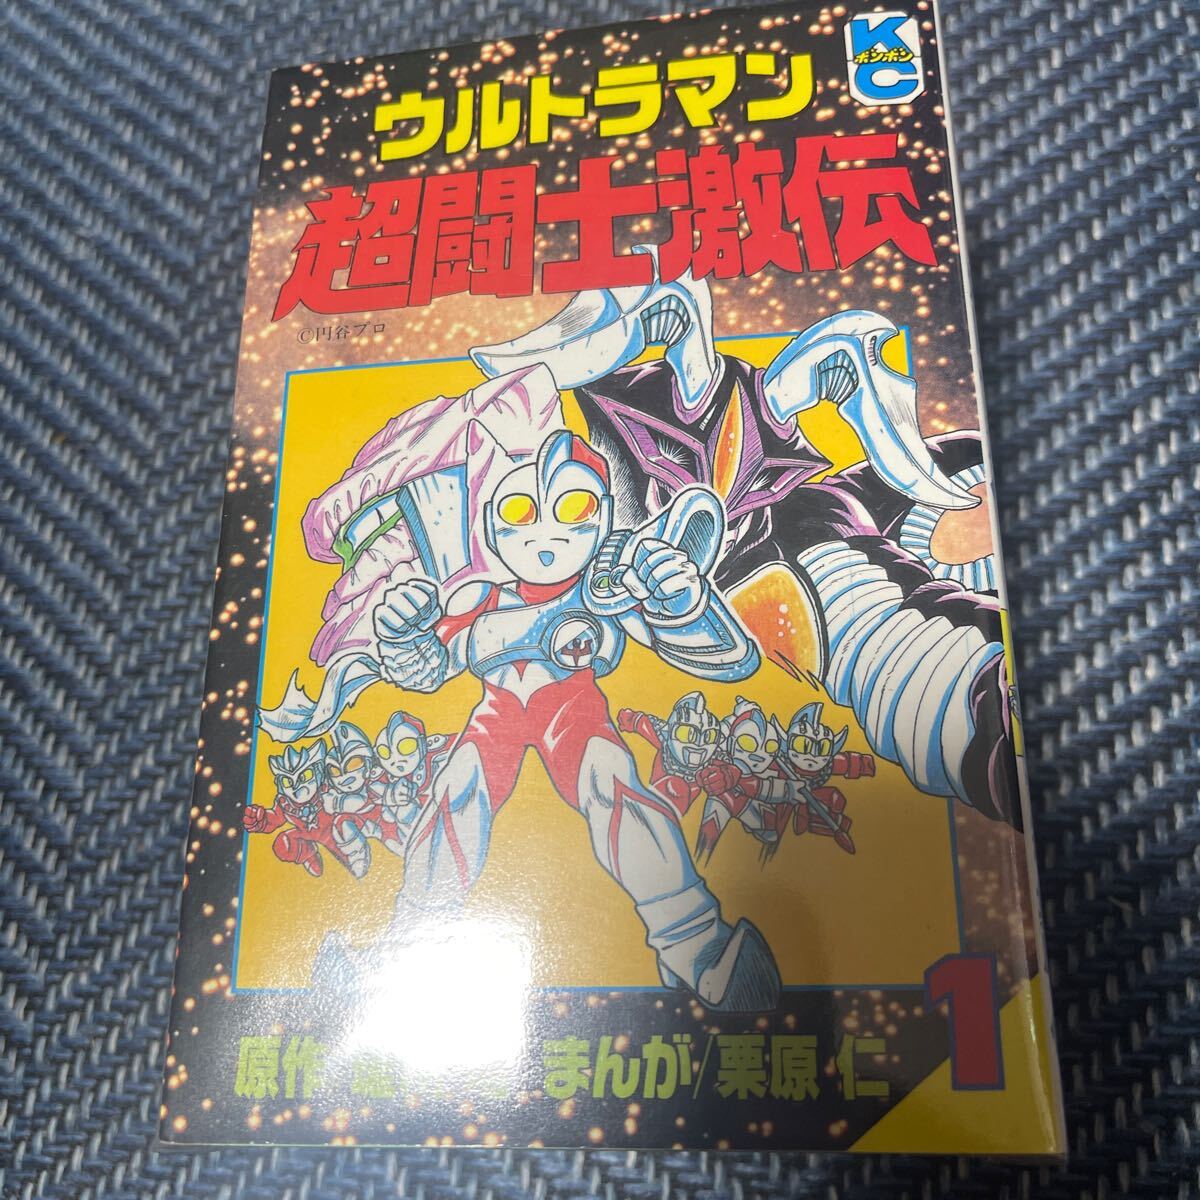 KC
ボンボン
ウルトラマン
超闘士激伝
©円谷プロ
1
原作 まんが/栗原 仁